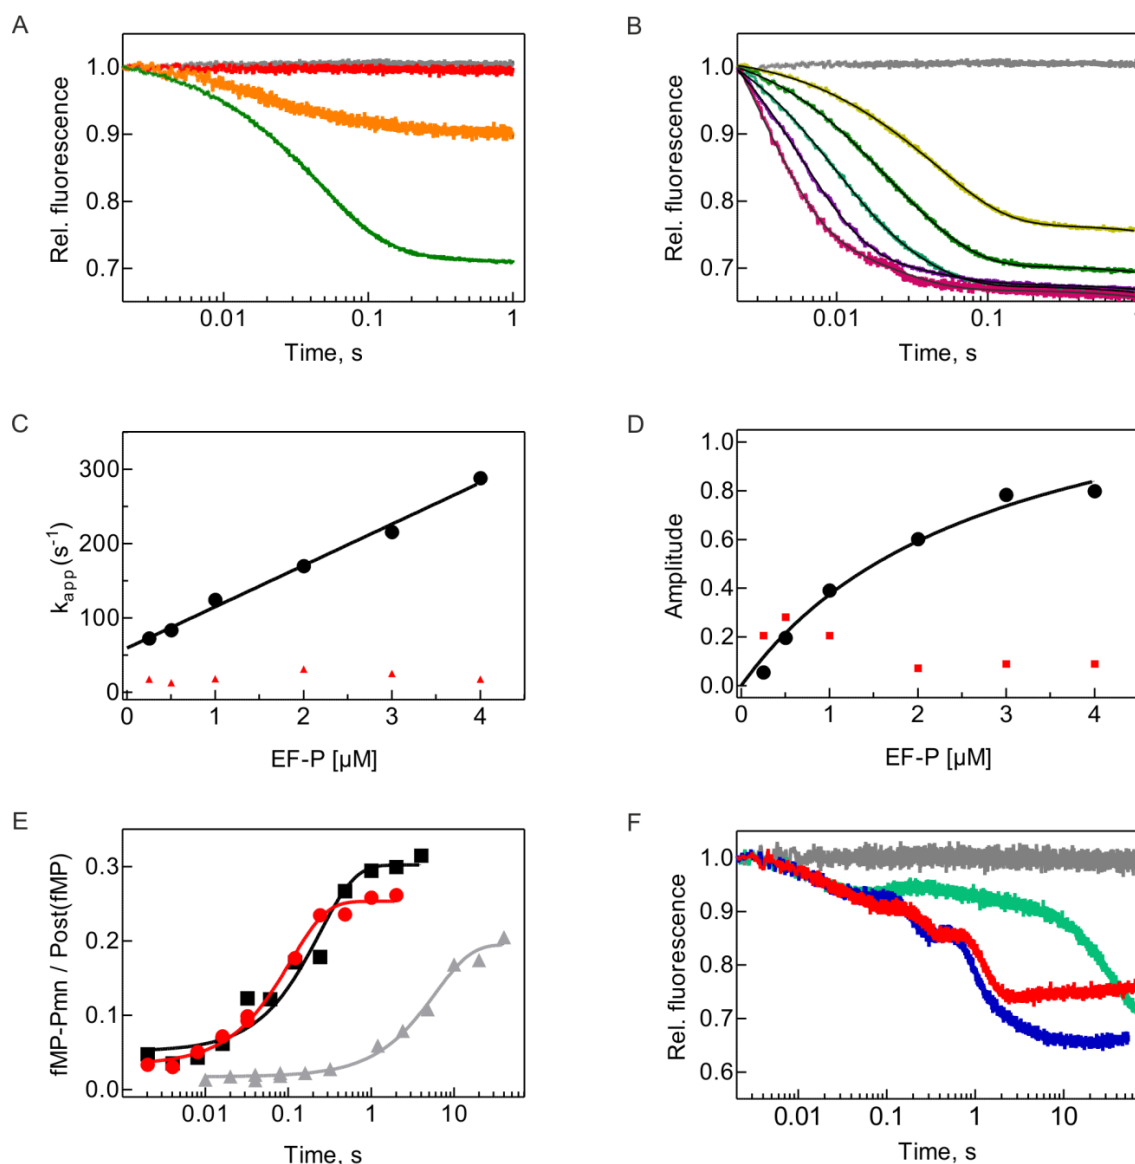 A
1.0
0.9
0.8
0.7
Rel. fluorescence
0.01
0.1
1
Time, s
B
1.0
0.9
0.8
0.7
Rel. fluorescence
0.01
0.1
1
Time, s
C
300
200
100
0
k_app (s⁻¹)
0
1
2
3
4
EF-P [µM]
D
1.0
0.8
0.6
0.4
0.2
0.0
Amplitude
0
1
2
3
4
EF-P [µM]
E
0.3
0.2
0.1
0.0
fMP-Pmn / Post(fMP)
0.01
0.1
1
10
Time, s
F
1.0
0.9
0.8
0.7
0.6
Rel. fluorescence
0.01
0.1
1
10
Time, s